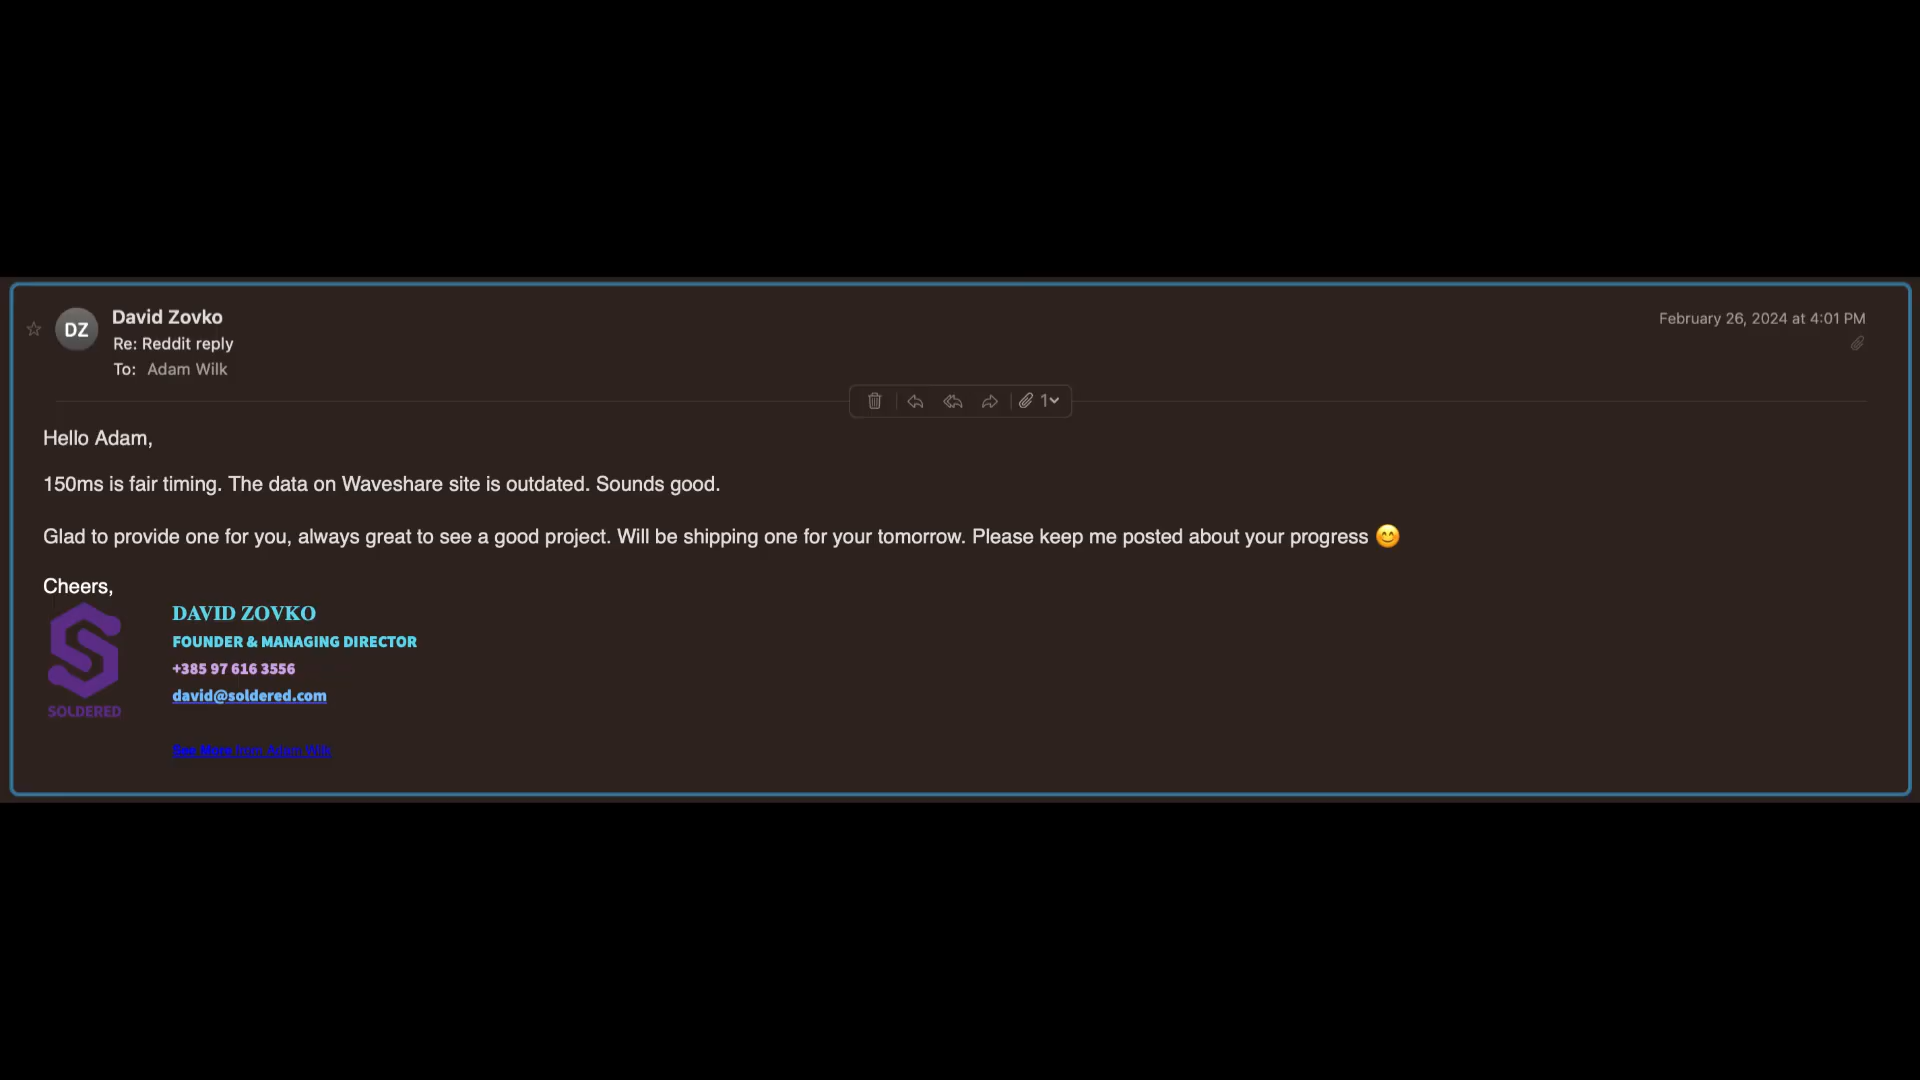 DZ
David Zovko
Re: Reddit reply
To: Adam Wilk
February 26, 2024 at 4:01 PM
1
Hello Adam,
150ms is fair timing. The data on Waveshare site is outdated. Sounds good.
Glad to provide one for you, always great to see a good project. Will be shipping one for your tomorrow. Please keep me posted about your progress 😊
Cheers,
SOLDERED
DAVID ZOVKO
FOUNDER & MANAGING DIRECTOR
+385 97 616 3556
david@soldered.com
See More from Adam Wilk